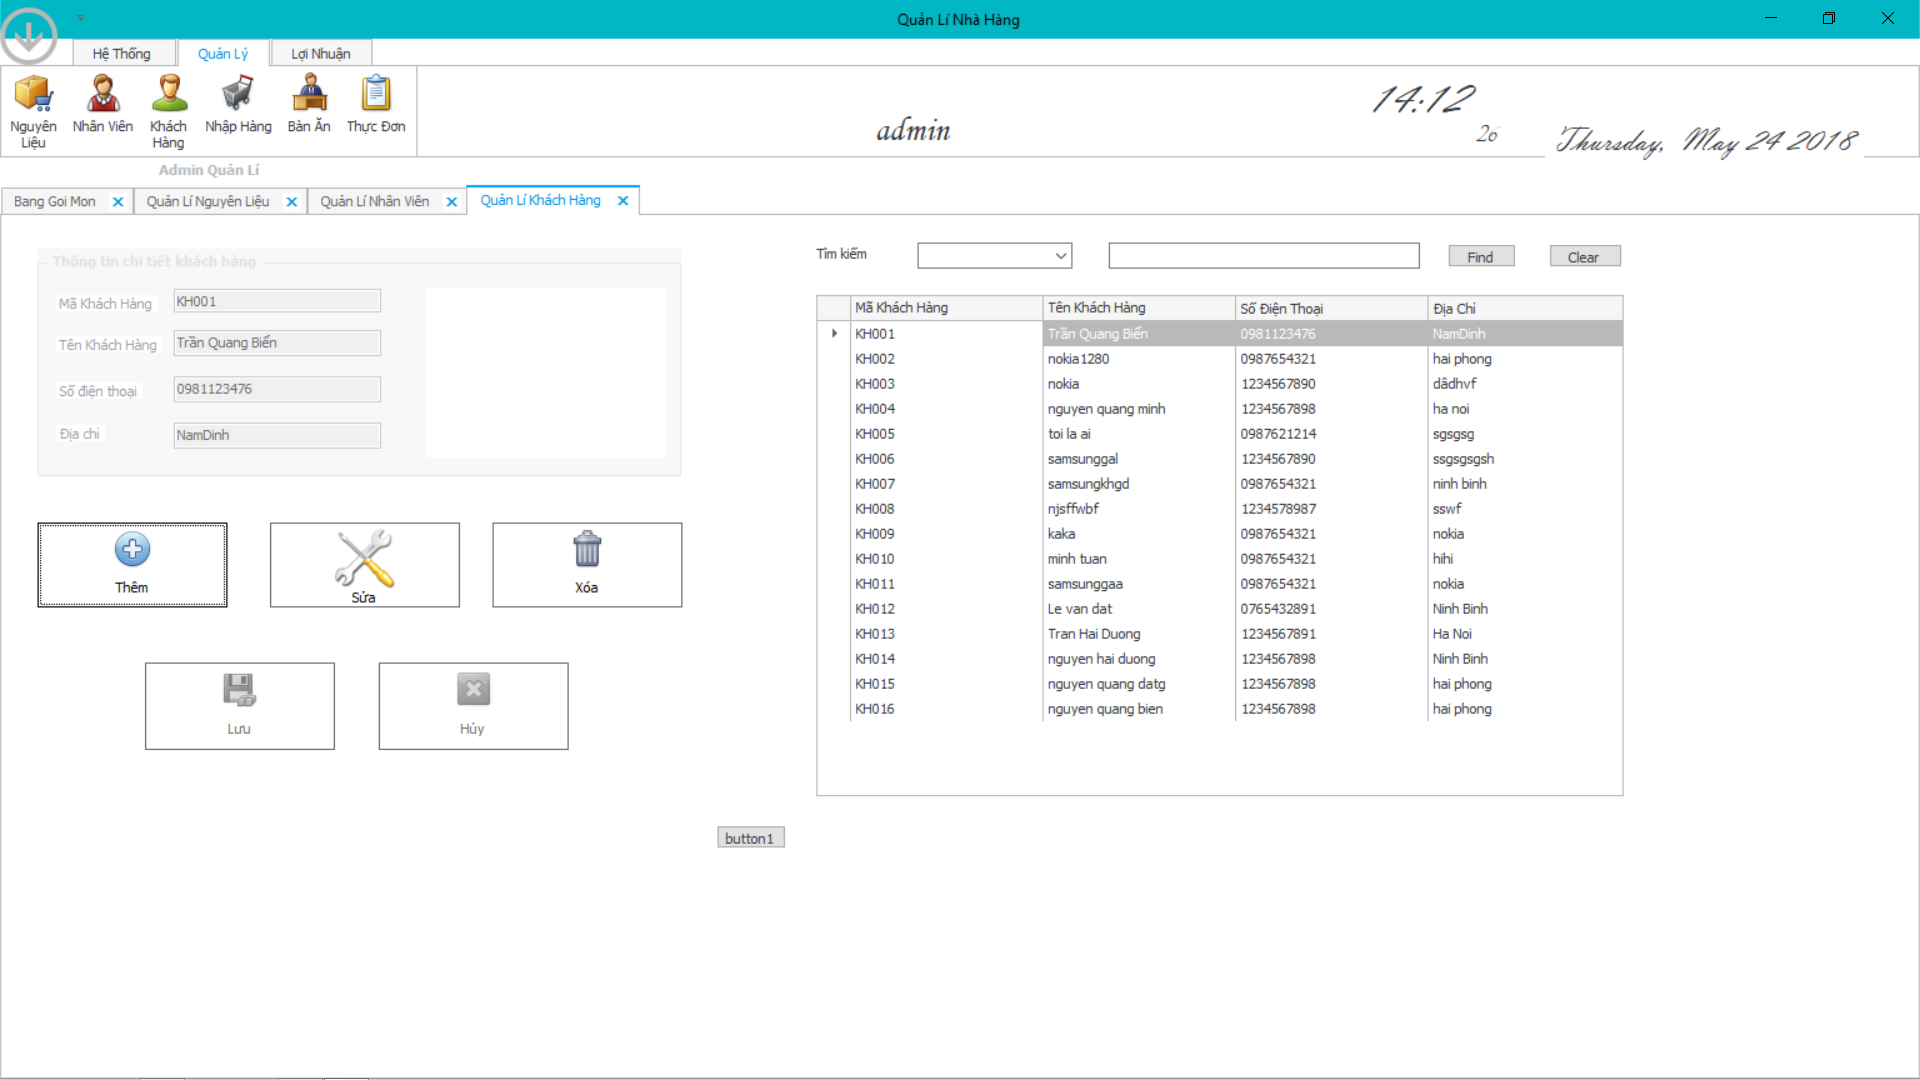 Quản Lí Nhà Hàng
Hệ Thống Quản Lý Lợi Nhuận
Nguyên Liệu Nhân Viên Khách Hàng Nhập Hàng Bàn Ăn Thực Đơn
admin
14:12
26
Thursday, May 24 2018
Admin Quản Lí
Bang Goi Mon Quản Lí Nguyên Liệu Quản Lí Nhân Viên Quản Lí Khách Hàng
Thông tin chi tiết khách hàng
Mã Khách Hàng KH001
Tên Khách Hàng Trần Quang Biển
Số điện thoại 0981123476
Địa chỉ NamDinh
Thêm Sửa Xóa
Lưu Hủy
Tìm kiếm Find Clear
Mã Khách Hàng Tên Khách Hàng Số Điện Thoại Địa Chỉ
KH001 Trần Quang Biển 0981123476 NamDinh
KH002 nokia1280 0987654321 hai phong
KH003 nokia 1234567890 dâdhvf
KH004 nguyen quang minh 1234567898 ha noi
KH005 toi la ai 0987621214 sgsgsg
KH006 samsunggal 1234567890 ssgsgsgsh
KH007 samsungkhgd 0987654321 ninh binh
KH008 njsffwbf 1234578987 sswf
KH009 kaka 0987654321 nokia
KH010 minh tuan 0987654321 hihi
KH011 samsunggaa 0987654321 nokia
KH012 Le van dat 0765432891 Ninh Binh
KH013 Tran Hai Duong 1234567891 Ha Noi
KH014 nguyen hai duong 1234567898 Ninh Binh
KH015 nguyen quang datg 1234567898 hai phong
KH016 nguyen quang bien 1234567898 hai phong
button1